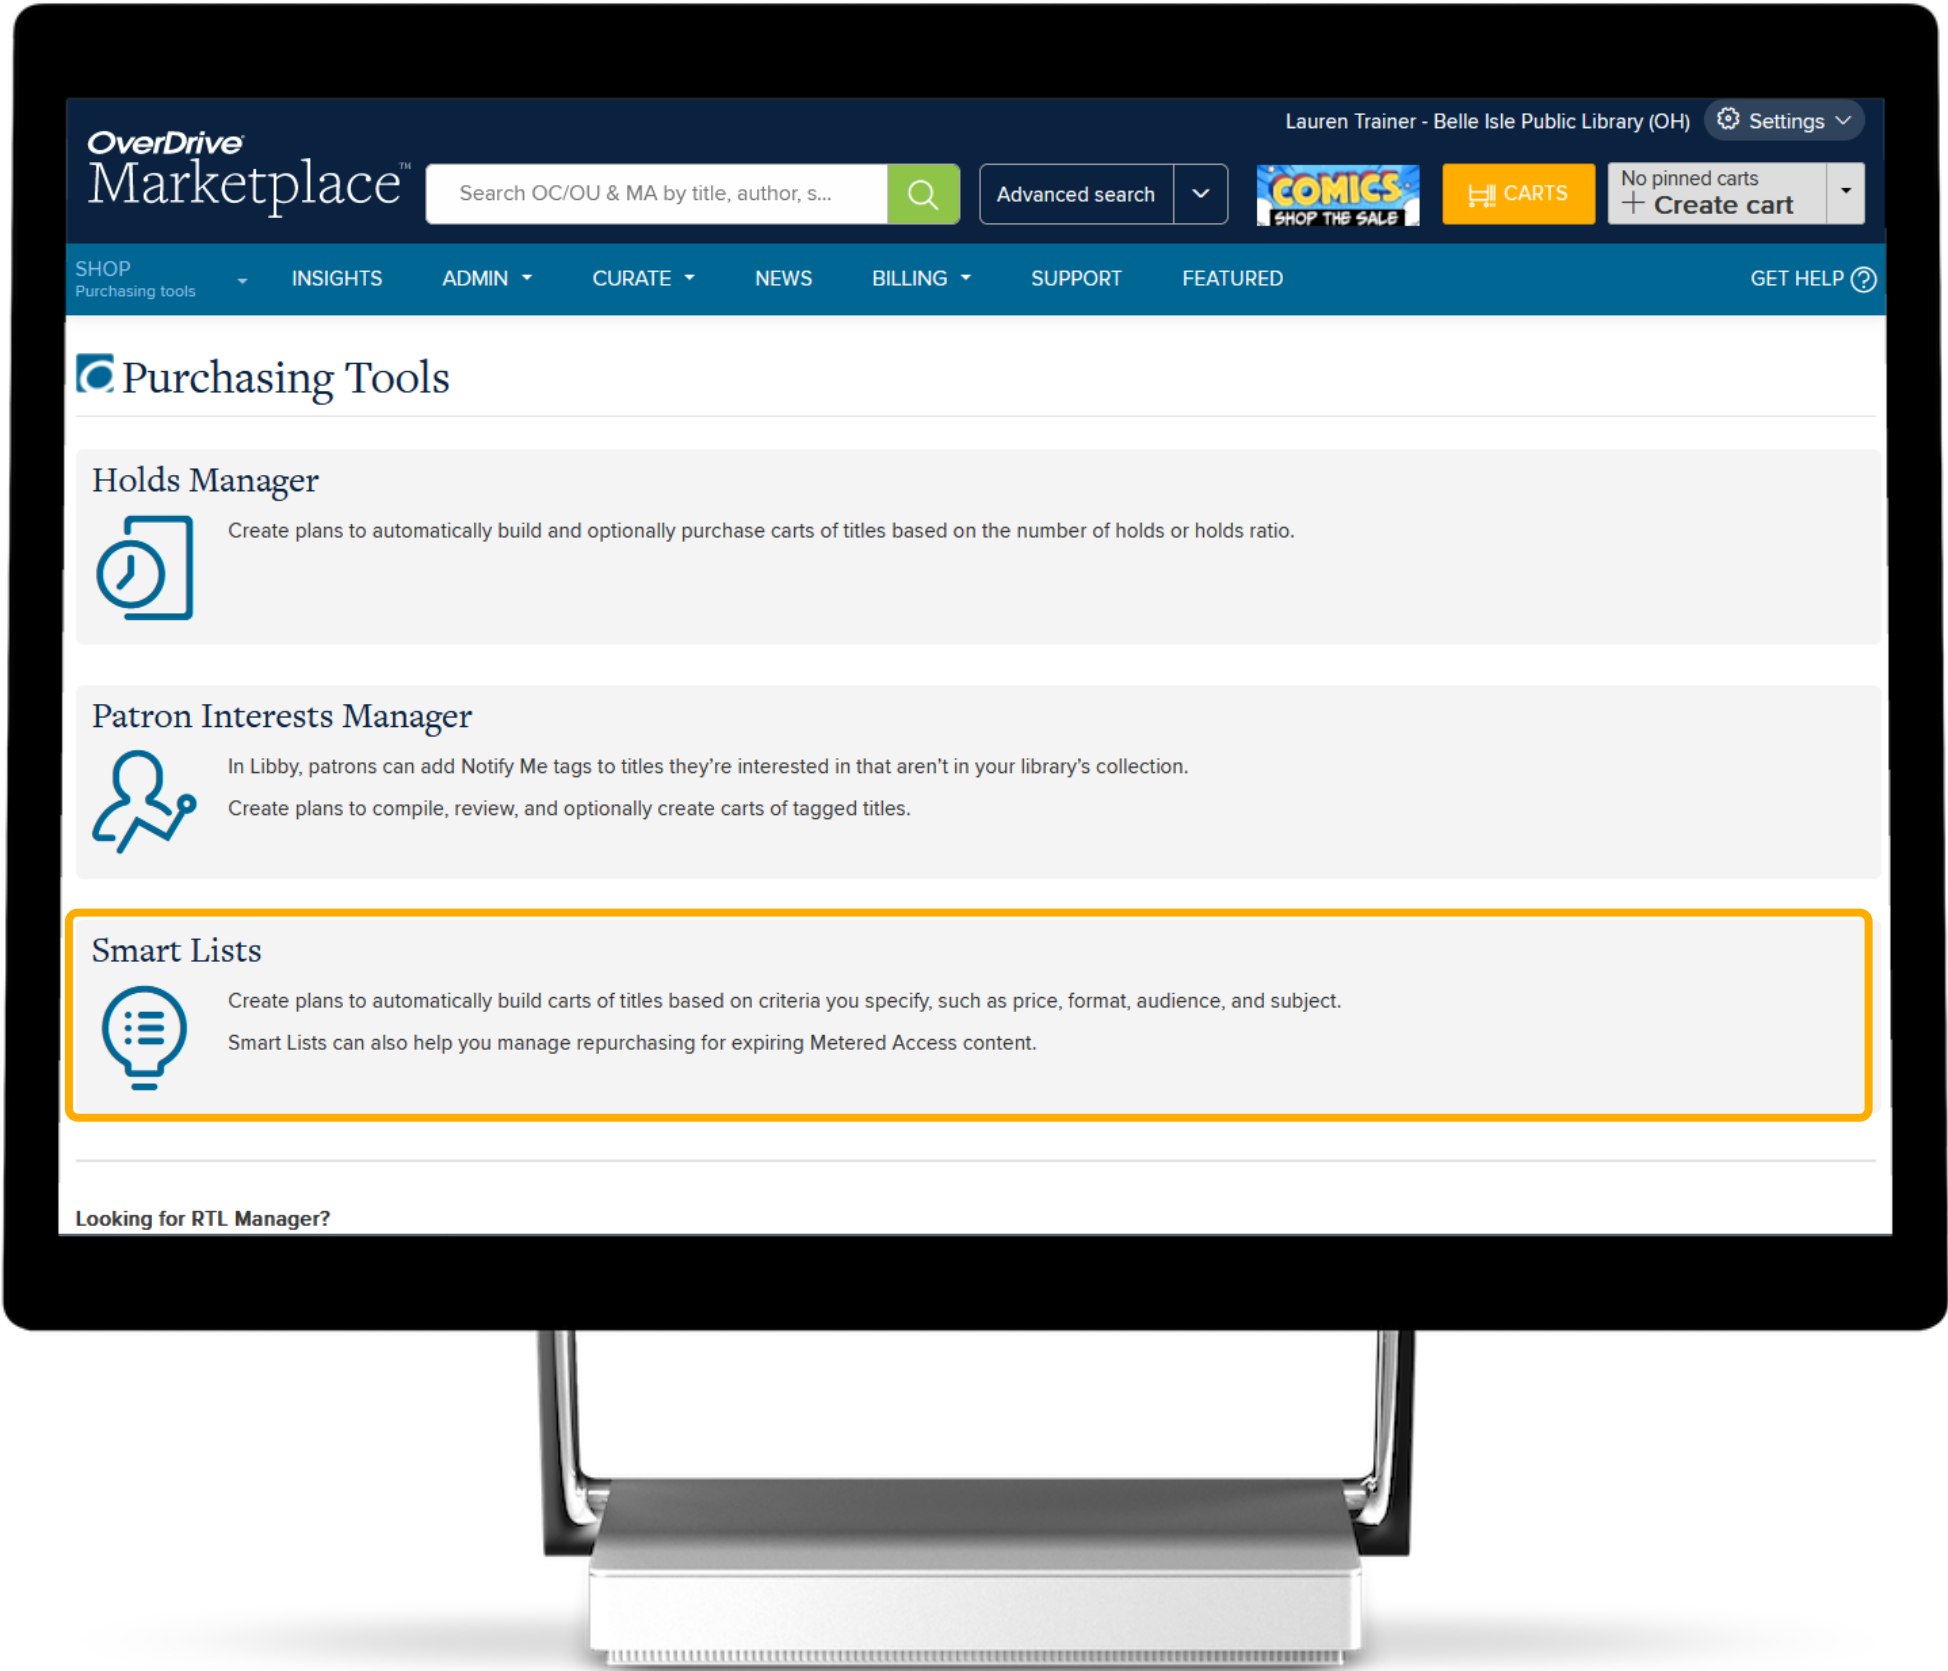 Lauren Trainer - Belle Isle Public Library (OH)
Settings
OverDrive
Marketplace™
Search OC/OU & MA by title, author, s...
Advanced search
COMICS
SHOP THE SALE
CARTS
No pinned carts
+ Create cart
SHOP
Purchasing tools
INSIGHTS
ADMIN
CURATE
NEWS
BILLING
SUPPORT
FEATURED
GET HELP ?
Purchasing Tools
Holds Manager
Create plans to automatically build and optionally purchase carts of titles based on the number of holds or holds ratio.
Patron Interests Manager
In Libby, patrons can add Notify Me tags to titles they’re interested in that aren’t in your library’s collection.
Create plans to compile, review, and optionally create carts of tagged titles.
Smart Lists
Create plans to automatically build carts of titles based on criteria you specify, such as price, format, audience, and subject.
Smart Lists can also help you manage repurchasing for expiring Metered Access content.
Looking for RTL Manager?